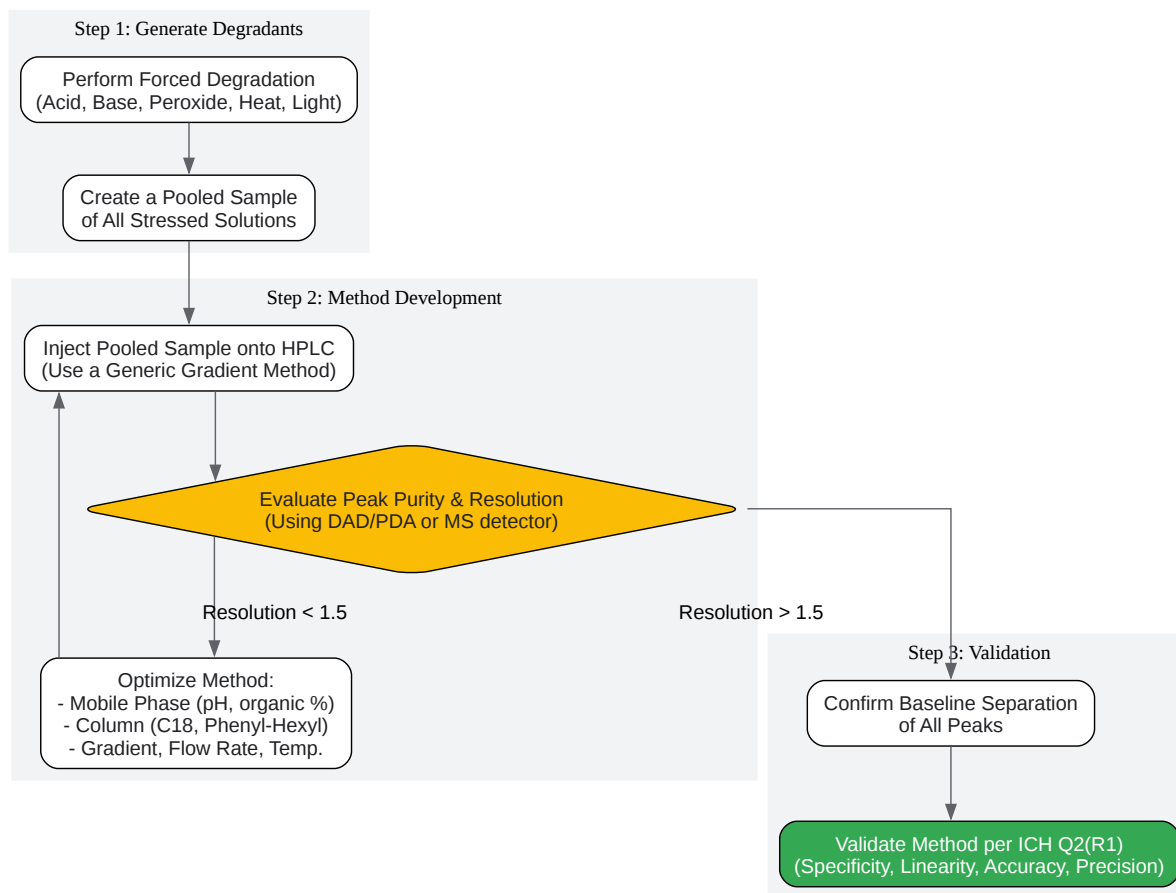 Step 1: Generate Degradants
Perform Forced Degradation
(Acid, Base, Peroxide, Heat, Light)
Create a Pooled Sample
of All Stressed Solutions
Step 2: Method Development
Inject Pooled Sample onto HPLC
(Use a Generic Gradient Method)
Evaluate Peak Purity & Resolution
(Using DAD/PDA or MS detector)
Resolution < 1.5
Resolution > 1.5
Optimize Method:
- Mobile Phase (pH, organic %)
- Column (C18, Phenyl-Hexyl)
- Gradient, Flow Rate, Temp.
Step 3: Validation
Confirm Baseline Separation
of All Peaks
Validate Method per ICH Q2(R1)
(Specificity, Linearity, Accuracy, Precision)